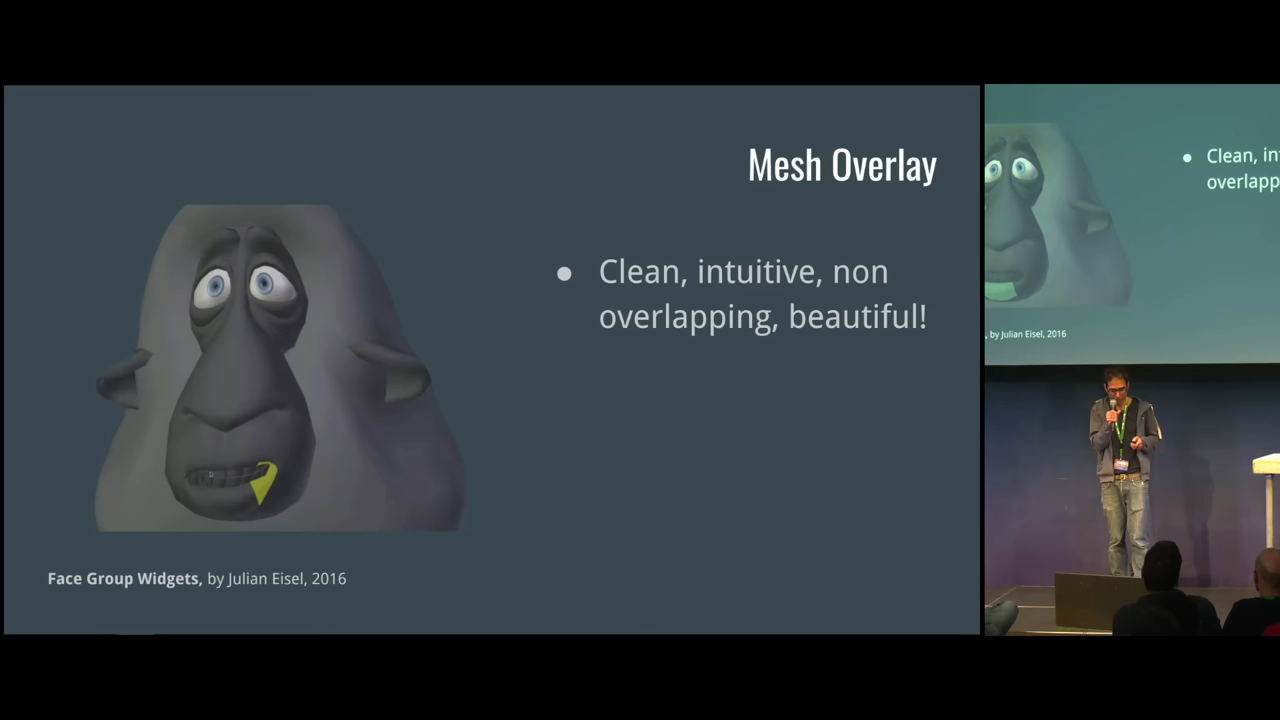 Mesh Overlay
● Clean, intuitive, non
overlapping, beautiful!
Face Group Widgets, by Julian Eisel, 2016
● Clean, in
overlapp
, by Julian Eisel, 2016